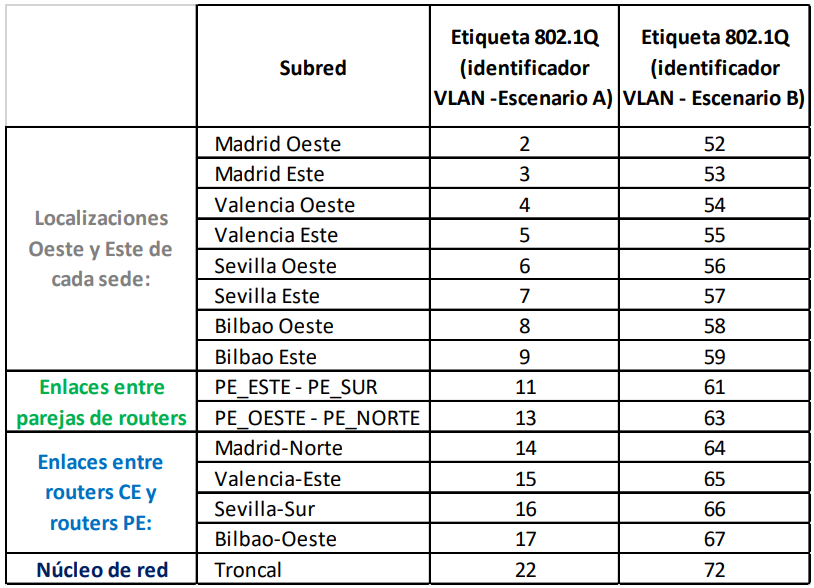 Subred
Etiqueta 802.1Q
(identificador
VLAN -Escenario A)
Etiqueta 802.1Q
(identificador
VLAN - Escenario B)
Localizaciones
Oeste y Este de
cada sede:
Madrid Oeste 2 52
Madrid Este 3 53
Valencia Oeste 4 54
Valencia Este 5 55
Sevilla Oeste 6 56
Sevilla Este 7 57
Bilbao Oeste 8 58
Bilbao Este 9 59
Enlaces entre
parejas de routers
PE_ESTE - PE_SUR 11 61
PE_OESTE - PE_NORTE 13 63
Enlaces entre
routers CE y
routers PE:
Madrid-Norte 14 64
Valencia-Este 15 65
Sevilla-Sur 16 66
Bilbao-Oeste 17 67
Núcleo de red Troncal 22 72